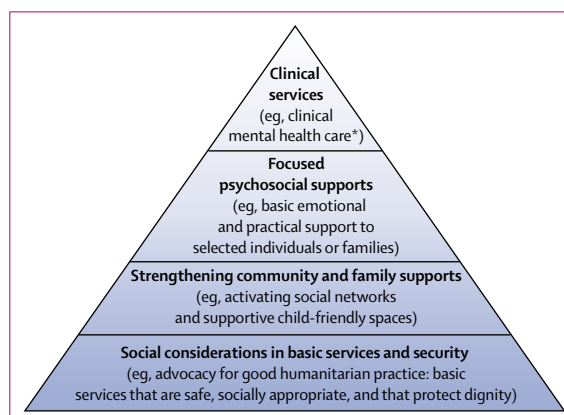 Clinical
services
(eg, clinical
mental health care*)
Focused
psychosocial supports
(eg, basic emotional
and practical support to
selected individuals or families)
Strengthening community and family supports
(eg, activating social networks
and supportive child-friendly spaces)
Social considerations in basic services and security
(eg, advocacy for good humanitarian practice: basic
services that are safe, socially appropriate, and that protect dignity)